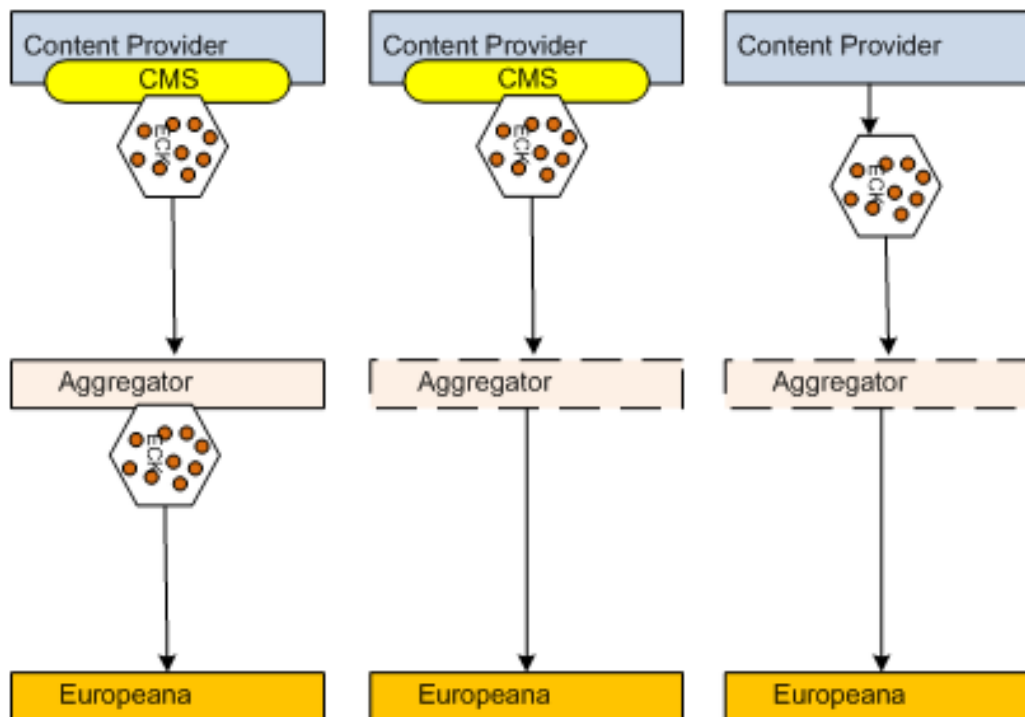 Content Provider
CMS
ECK
Aggregator
ECK
Europeana
Content Provider
CMS
ECK
Aggregator
Europeana
Content Provider
ECK
Aggregator
Europeana